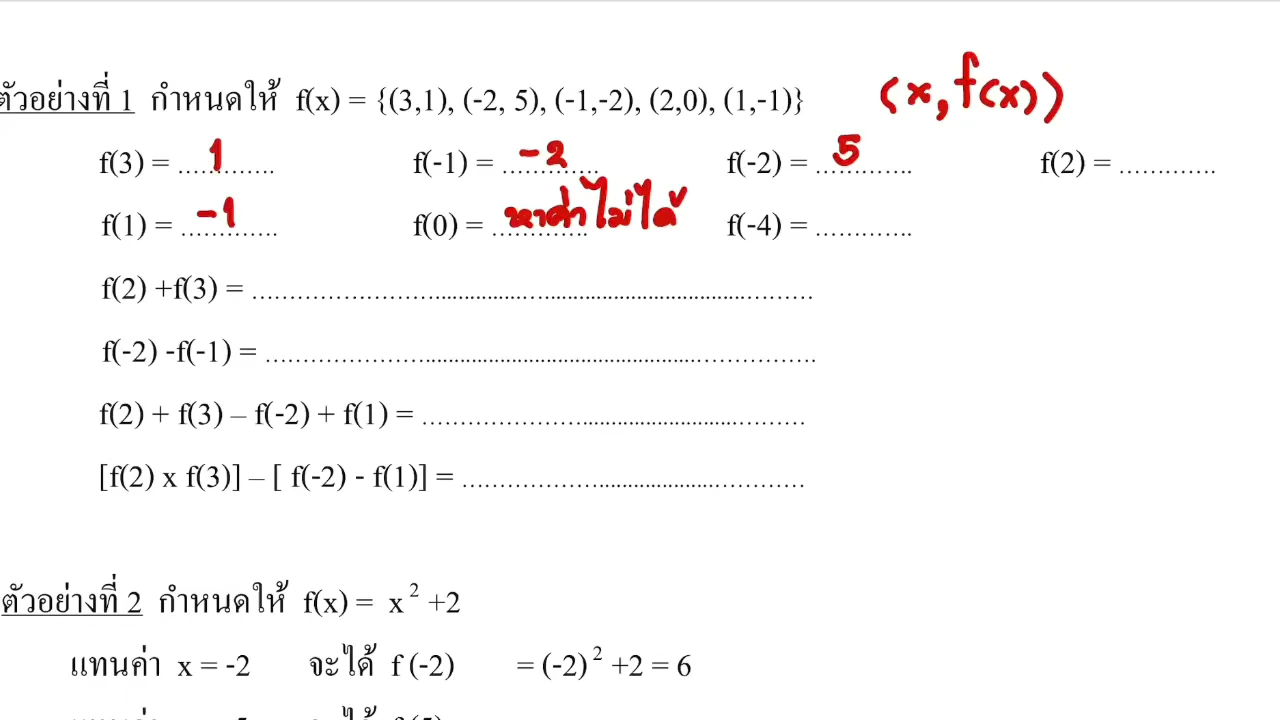 ตัวอย่างที่ 1 กำหนดให้ f(x) = {(3,1), (-2, 5), (-1,-2), (2,0), (1,-1)} (x, f(x))
f(3) = 1 f(-1) = -2 f(-2) = 5 f(2) = ………….
f(1) = -1 f(0) = หาค่าไม่ได้ f(-4) = ………….
f(2) +f(3) = ……………………………………………………
f(-2) -f(-1) = ……………………………………………………
f(2) + f(3) – f(-2) + f(1) = ……………………………………
[f(2) x f(3)] – [ f(-2) - f(1)] = …………………………………
ตัวอย่างที่ 2 กำหนดให้ f(x) = x² +2
แทนค่า x = -2 จะได้ f (-2) = (-2)² +2 = 6